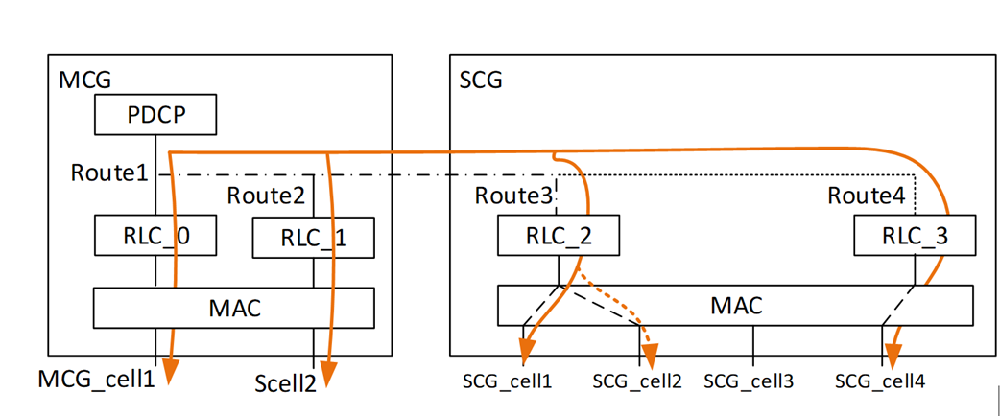 MCG
SCG
PDCP
Route1
Route2
Route3
Route4
RLC_0
RLC_1
RLC_2
RLC_3
MAC
MAC
MCG_cell1
Scell2
SCG_cell1
SCG_cell2
SCG_cell3
SCG_cell4